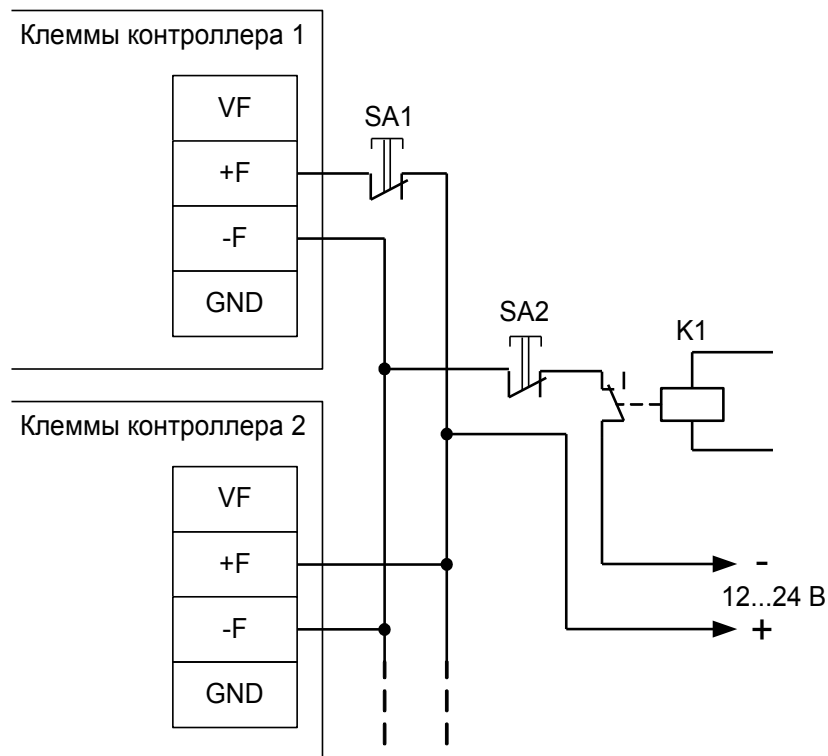 Клеммы контроллера 1
VF
SA1
+F
-F
GND
SA2
K1
Клеммы контроллера 2
VF
+F
-
12...24 В
-F
+
GND